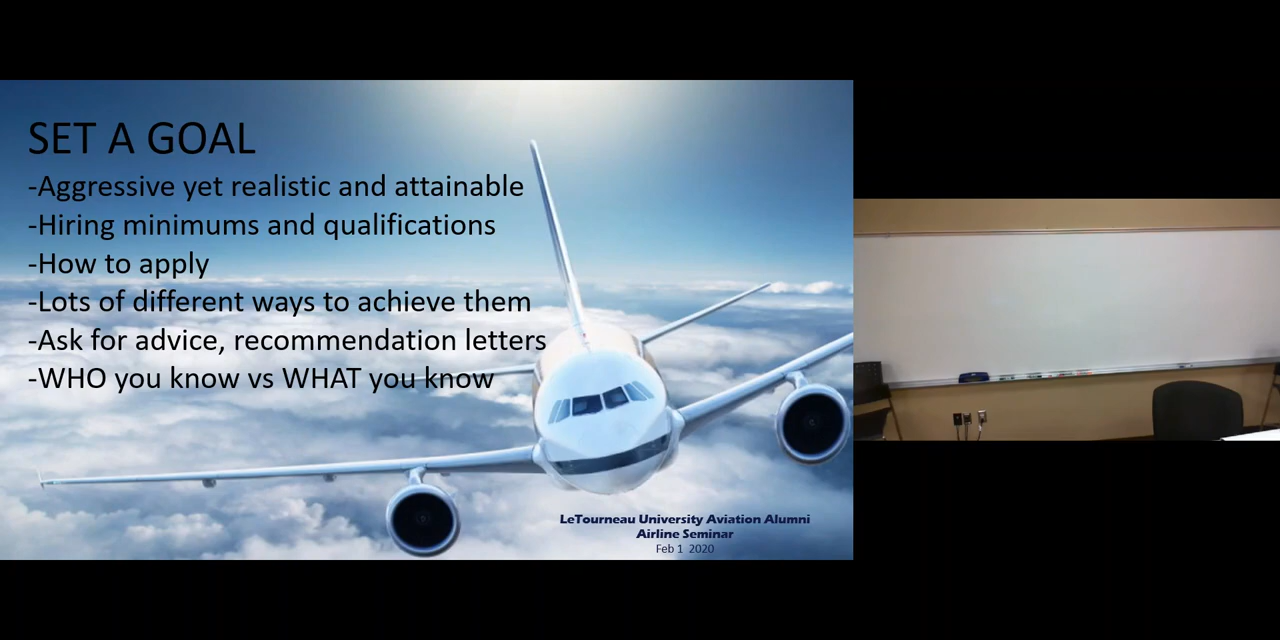 SET A GOAL
-Aggressive yet realistic and attainable
-Hiring minimums and qualifications
-How to apply
-Lots of different ways to achieve them
-Ask for advice, recommendation letters
-WHO you know vs WHAT you know
LeTourneau University Aviation Alumni
Airline Seminar
Feb 1 2020